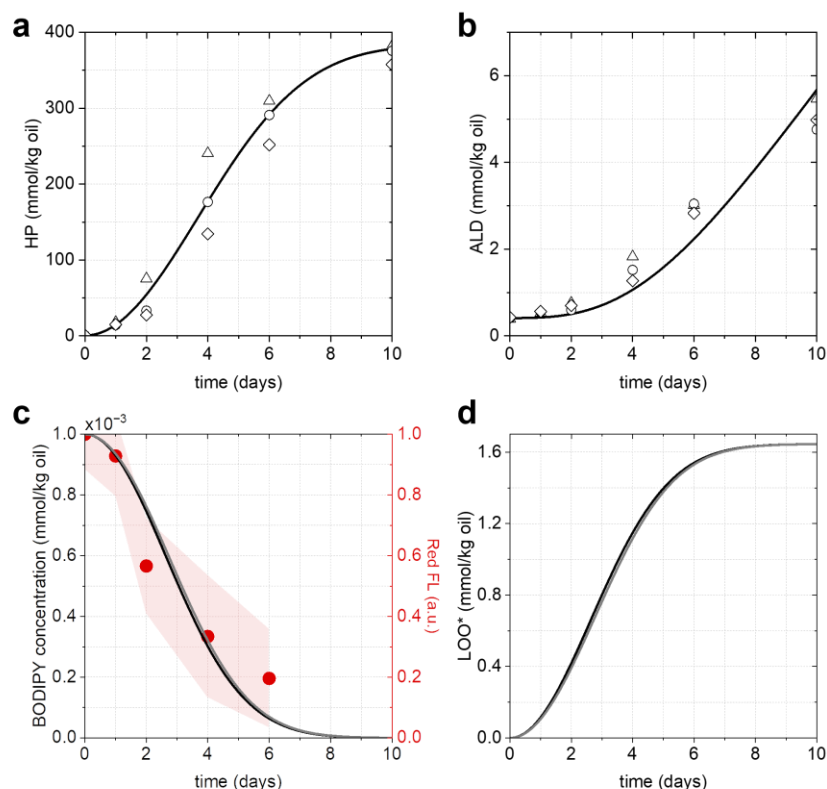 a
HP (mmol/kg oil)
400
300
200
100
0
0 2 4 6 8 10
time (days)
b
ALD (mmol/kg oil)
6
4
2
0
0 2 4 6 8 10
time (days)
c
x10⁻³
BODIPY concentration (mmol/kg oil)
1.0
0.8
0.6
0.4
0.2
0.0
0 2 4 6 8 10
time (days)
1.0
0.8
0.6
0.4
0.2
0.0
Red FL (a.u.)
d
LOO* (mmol/kg oil)
1.6
1.2
0.8
0.4
0.0
0 2 4 6 8 10
time (days)